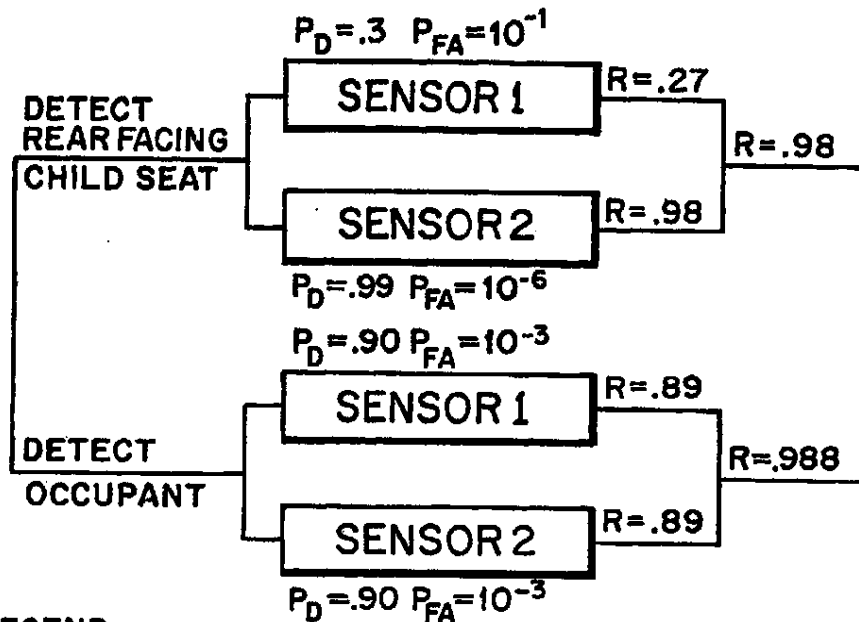 P_D=.3 P_FA=10^-1
SENSOR 1
R=.27
DETECT
REAR FACING
CHILD SEAT
R=.98
SENSOR 2
R=.98
P_D=.99 P_FA=10^-6
P_D=.90 P_FA=10^-3
SENSOR 1
R=.89
DETECT
OCCUPANT
R=.988
SENSOR 2
R=.89
P_D=.90 P_FA=10^-3